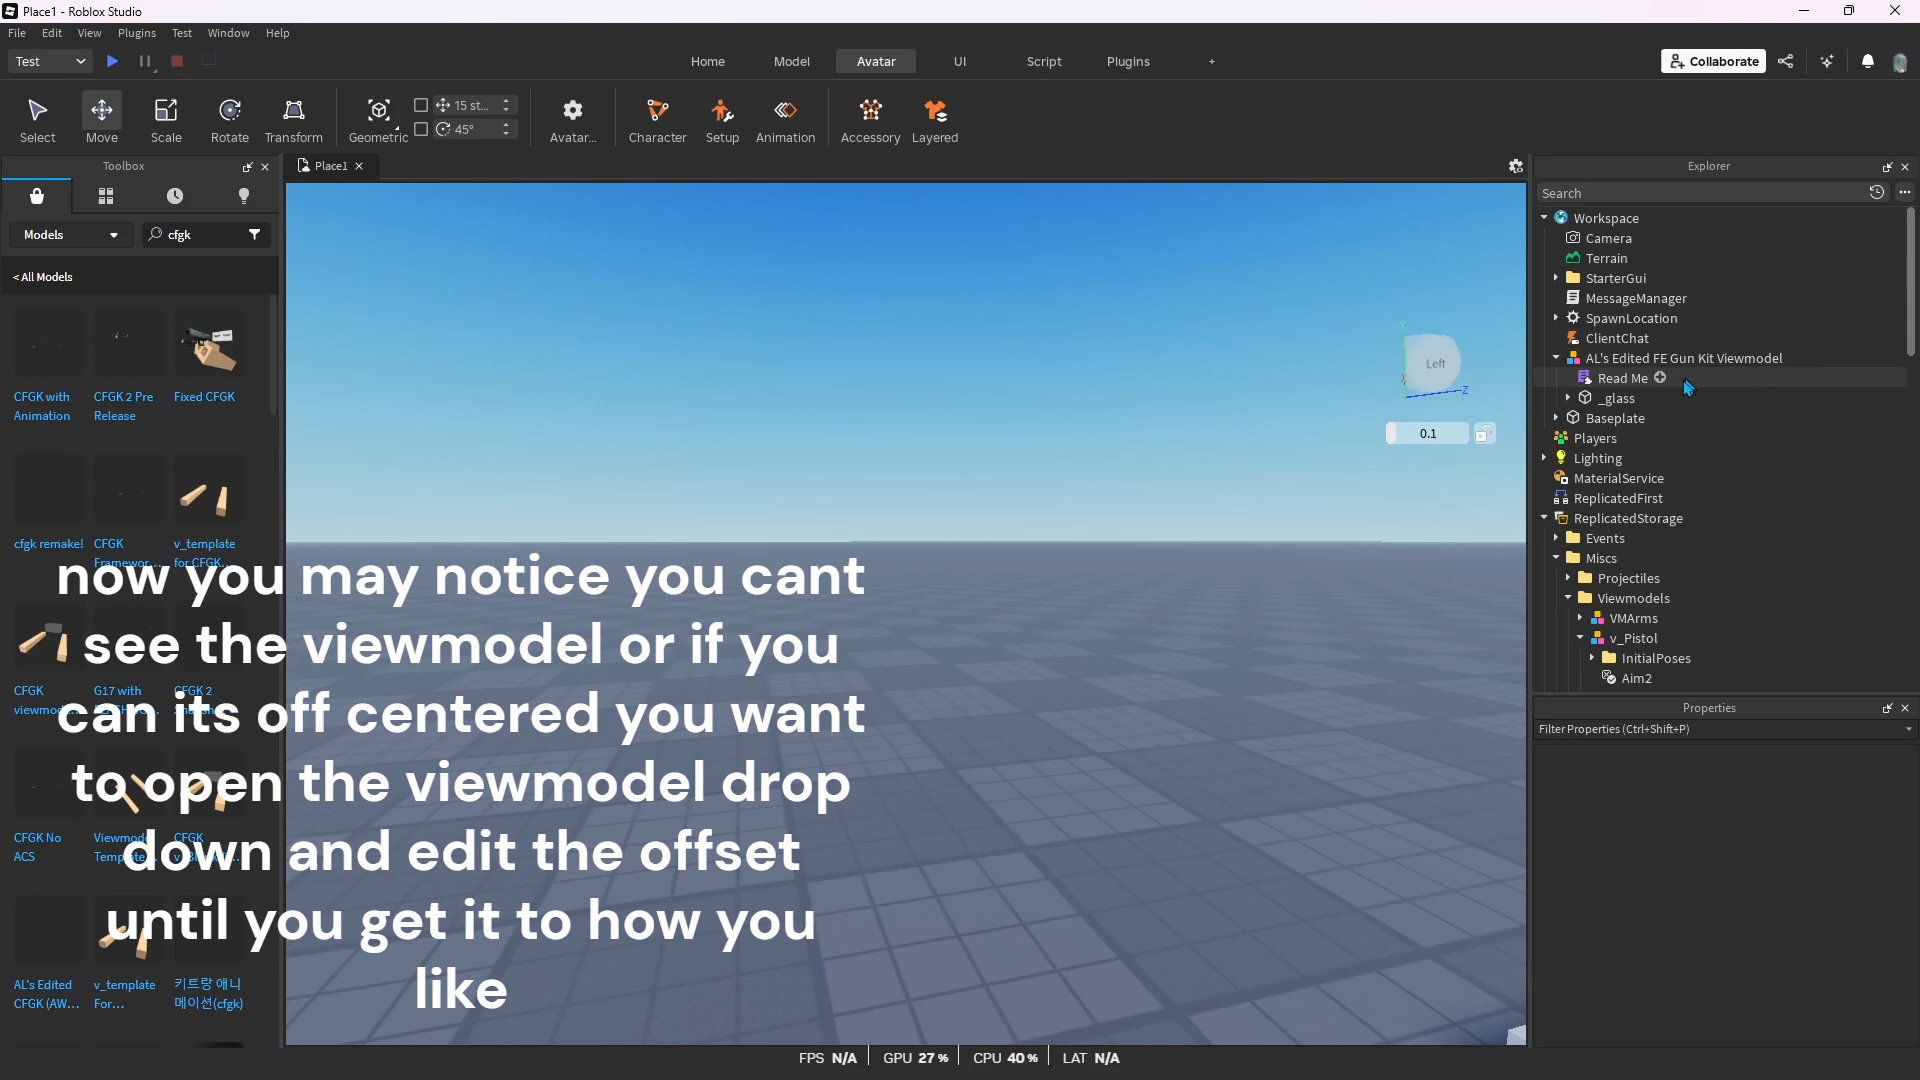 Place1 - Roblox Studio
File Edit View Plugins Test Window Help
Test
Home Model Avatar UI Script Plugins +
Collaborate
Select Move Scale Rotate Transform Geometric 15 st... 45° Avatar... Character Setup Animation Accessory Layered
Toolbox
Place1
Explorer
Models
cfgk
< All Models
CFGK with Animation
CFGK 2 Pre Release
Fixed CFGK
cfgk remake!
CFGK Framewor...
v_template for CFGK...
CFGK
G17 with
CFGK 2
CFGK No ACS
Viewmod
CFGK
AL's Edited CFGK (AW...
v_template For...
키트랑 애니메이션(cfgk)
now you may notice you cant
see the viewmodel or if you
can its off centered you want
to open the viewmodel drop
down and edit the offset
until you get it to how you
like
Left
Y
Z
0.1
Search
Workspace
Camera
Terrain
StarterGui
MessageManager
SpawnLocation
ClientChat
AL's Edited FE Gun Kit Viewmodel
Read Me
_glass
Baseplate
Players
Lighting
MaterialService
ReplicatedFirst
ReplicatedStorage
Events
Miscs
Projectiles
Viewmodels
VMArms
v_Pistol
InitialPoses
Aim2
Properties
Filter Properties (Ctrl+Shift+P)
FPS N/A GPU 27 % CPU 40 % LAT N/A